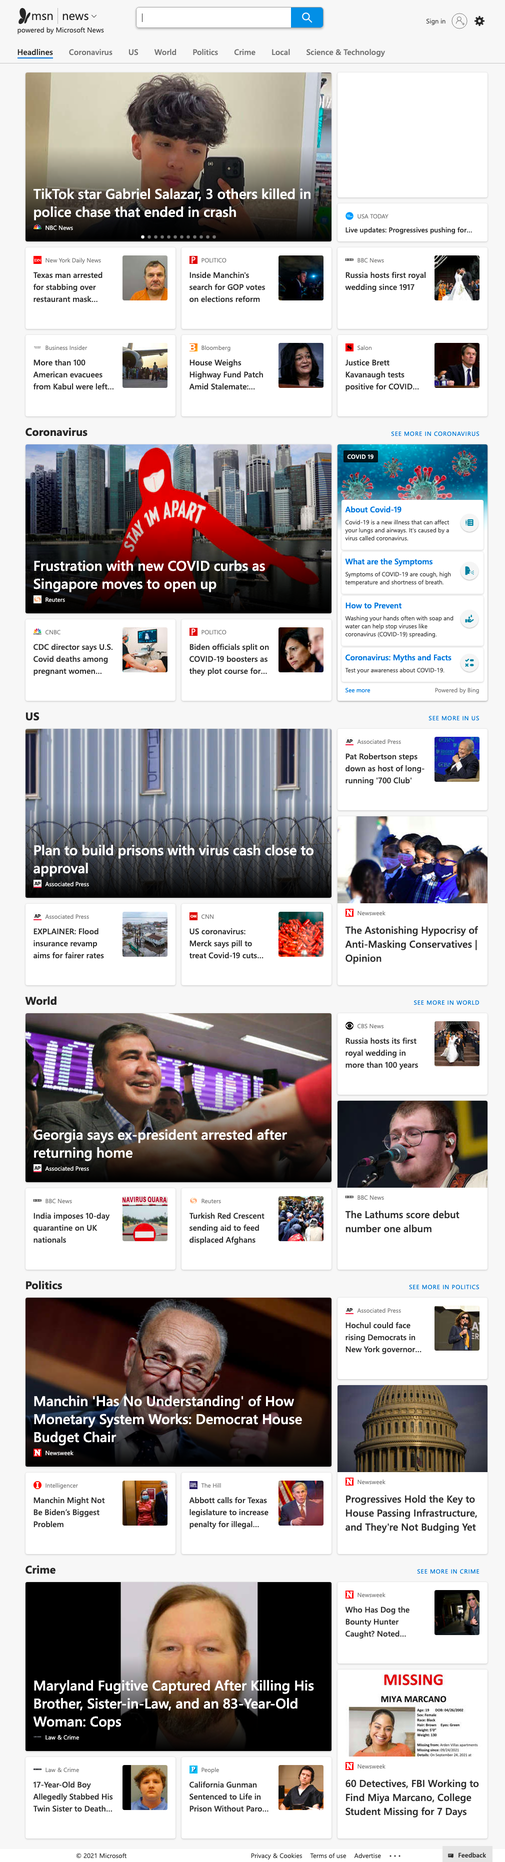 msn | news
powered by Microsoft News
Sign in
Headlines Coronavirus US World Politics Crime Local Science & Technology
TikTok star Gabriel Salazar, 3 others killed in
police chase that ended in crash
NBC News
USA TODAY
Live updates: Progressives pushing for...
New York Daily News
Texas man arrested
for stabbing over
restaurant mask...
POLITICO
Inside Manchin's
search for GOP votes
on elections reform
BBC News
Russia hosts first royal
wedding since 1917
Business Insider
More than 100
American evacuees
from Kabul were left...
Bloomberg
House Weighs
Highway Fund Patch
Amid Stalemate:...
Salon
Justice Brett
Kavanaugh tests
positive for COVID...
Coronavirus
SEE MORE IN CORONAVIRUS
STAY 1M APART
Frustration with new COVID curbs as
Singapore moves to open up
Reuters
COVID 19
About Covid-19
Covid-19 is a new illness that can affect
your lungs and airways. It's caused by a
virus called coronavirus.
What are the Symptoms
Symptoms of COVID-19 are cough, high
temperature and shortness of breath.
How to Prevent
Washing your hands often with soap and
water can help stop viruses like
coronavirus (COVID-19) spreading.
Coronavirus: Myths and Facts
Test your awareness about COVID-19.
See more
Powered by Bing
CNBC
CDC director says U.S.
Covid deaths among
pregnant women...
POLITICO
Biden officials split on
COVID-19 boosters as
they plot course for...
US
SEE MORE IN US
HELP
Plan to build prisons with virus cash close to
approval
Associated Press
Associated Press
Pat Robertson steps
down as host of long-
running '700 Club'
Newsweek
The Astonishing Hypocrisy of
Anti-Masking Conservatives |
Opinion
Associated Press
EXPLAINER: Flood
insurance revamp
aims for fairer rates
CNN
US coronavirus:
Merck says pill to
treat Covid-19 cuts...
World
SEE MORE IN WORLD
Georgia says ex-president arrested after
returning home
Associated Press
CBS News
Russia hosts its first
royal wedding in
more than 100 years
BBC News
The Lathums score debut
number one album
BBC News
India imposes 10-day
quarantine on UK
nationals
NAVIRUS QUARA
Reuters
Turkish Red Crescent
sending aid to feed
displaced Afghans
Politics
SEE MORE IN POLITICS
Manchin 'Has No Understanding' of How
Monetary System Works: Democrat House
Budget Chair
Newsweek
Associated Press
Hochul could face
rising Democrats in
New York governor...
Newsweek
Progressives Hold the Key to
House Passing Infrastructure,
and They're Not Budging Yet
Intelligencer
Manchin Might Not
Be Biden's Biggest
Problem
The Hill
Abbott calls for Texas
legislature to increase
penalty for illegal...
Crime
SEE MORE IN CRIME
Maryland Fugitive Captured After Killing His
Brother, Sister-in-Law, and an 83-Year-Old
Woman: Cops
Law & Crime
Newsweek
Who Has Dog the
Bounty Hunter
Caught? Noted...
MISSING
MIYA MARCANO
Newsweek
60 Detectives, FBI Working to
Find Miya Marcano, College
Student Missing for 7 Days
Law & Crime
17-Year-Old Boy
Allegedly Stabbed His
Twin Sister to Death...
People
California Gunman
Sentenced to Life in
Prison Without Paro...
© 2021 Microsoft
Privacy & Cookies Terms of use Advertise ...
Feedback